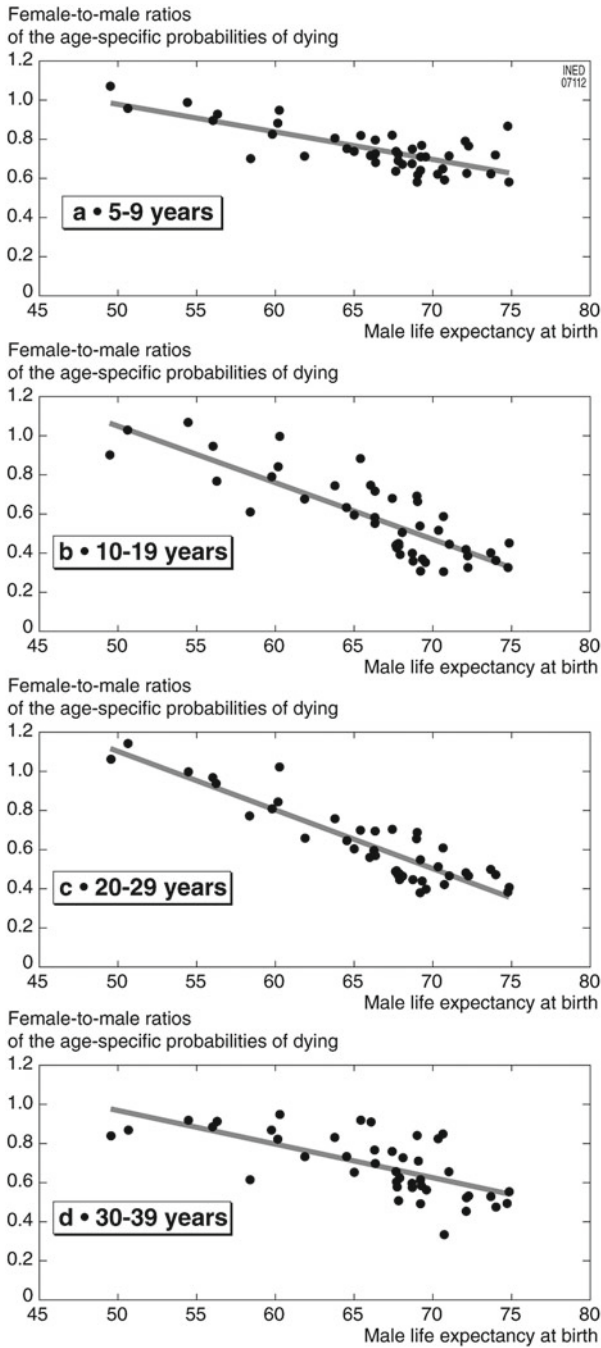 Female-to-male ratios
of the age-specific probabilities of dying
INED
07112
1.2
1.0
0.8
0.6
0.4
0.2
0
a • 5-9 years
45 50 55 60 65 70 75 80
Male life expectancy at birth
Female-to-male ratios
of the age-specific probabilities of dying
1.2
1.0
0.8
0.6
0.4
0.2
0
b • 10-19 years
45 50 55 60 65 70 75 80
Male life expectancy at birth
Female-to-male ratios
of the age-specific probabilities of dying
1.2
1.0
0.8
0.6
0.4
0.2
0
c • 20-29 years
45 50 55 60 65 70 75 80
Male life expectancy at birth
Female-to-male ratios
of the age-specific probabilities of dying
1.2
1.0
0.8
0.6
0.4
0.2
0
d • 30-39 years
45 50 55 60 65 70 75 80
Male life expectancy at birth